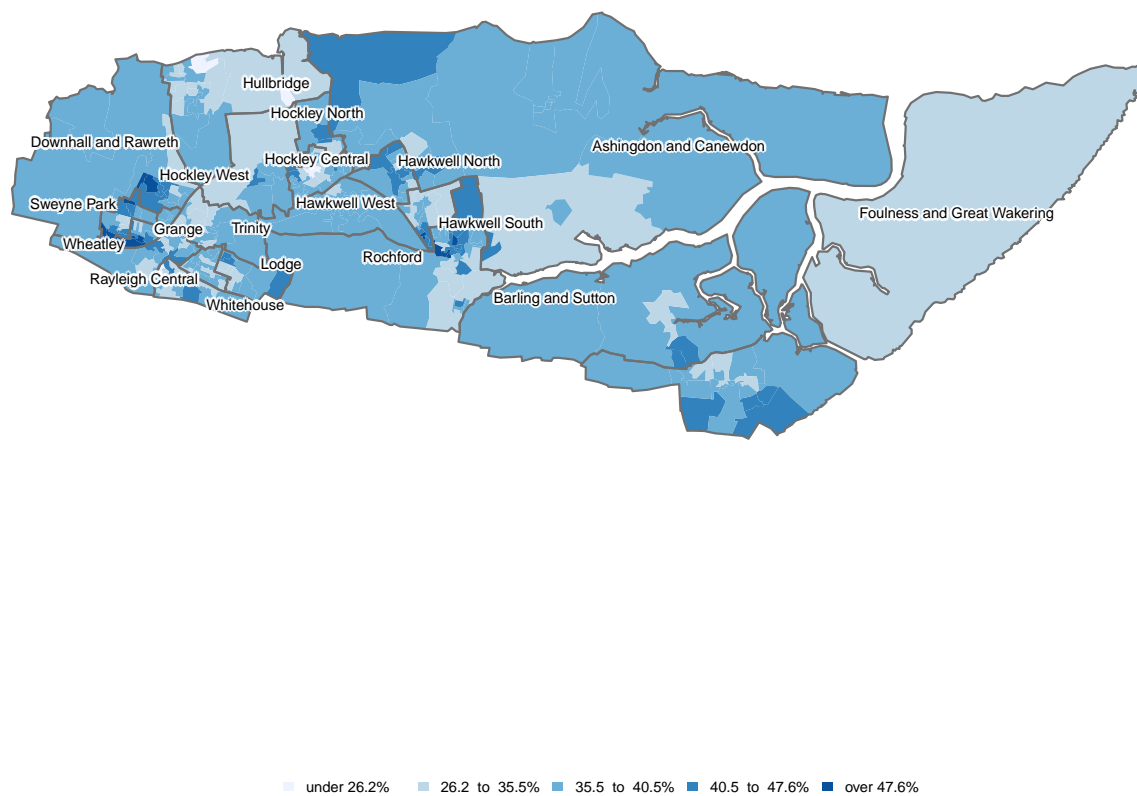 Hullbridge
Hockley North
Downhall and Rawreth
Ashingdon and Canewdon
Hockley Central
Hawkwell North
Hockley West
Sweyne Park
Hawkwell West
Foulness and Great Wakering
Hawkwell South
Grange
Trinity
Wheatley
Rochford
Lodge
Rayleigh Central
Barling and Sutton
Whitehouse
under 26.2% 26.2 to 35.5% 35.5 to 40.5% 40.5 to 47.6% over 47.6%